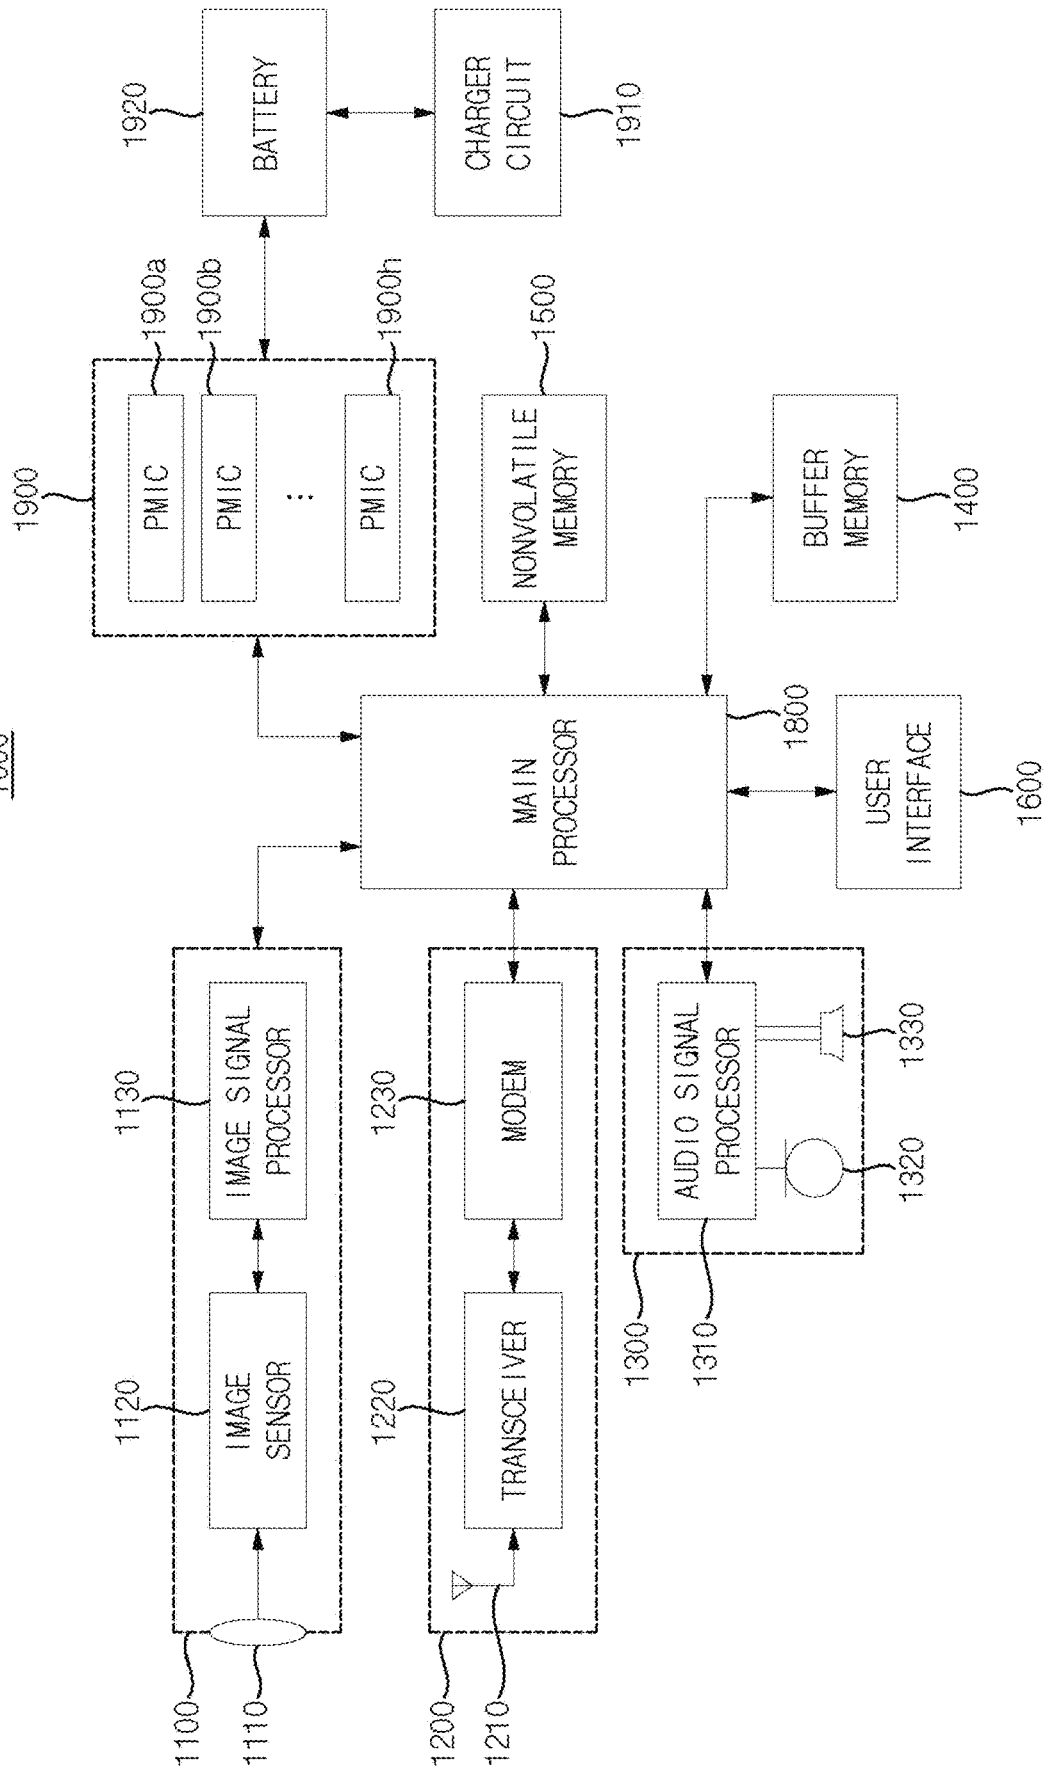 1000
1100
1110
1120
IMAGE
SENSOR
1130
IMAGE SIGNAL
PROCESSOR
1200
1210
1220
TRANSCEIVER
1230
MODEM
1300
1310
AUDIO SIGNAL
PROCESSOR
1320
1330
MAIN
PROCESSOR
1800
USER
INTERFACE
1600
1900
PMIC
1900a
PMIC
1900b
...
PMIC
1900h
NONVOLATILE
MEMORY
1500
BUFFER
MEMORY
1400
1920
BATTERY
CHARGER
CIRCUIT
1910